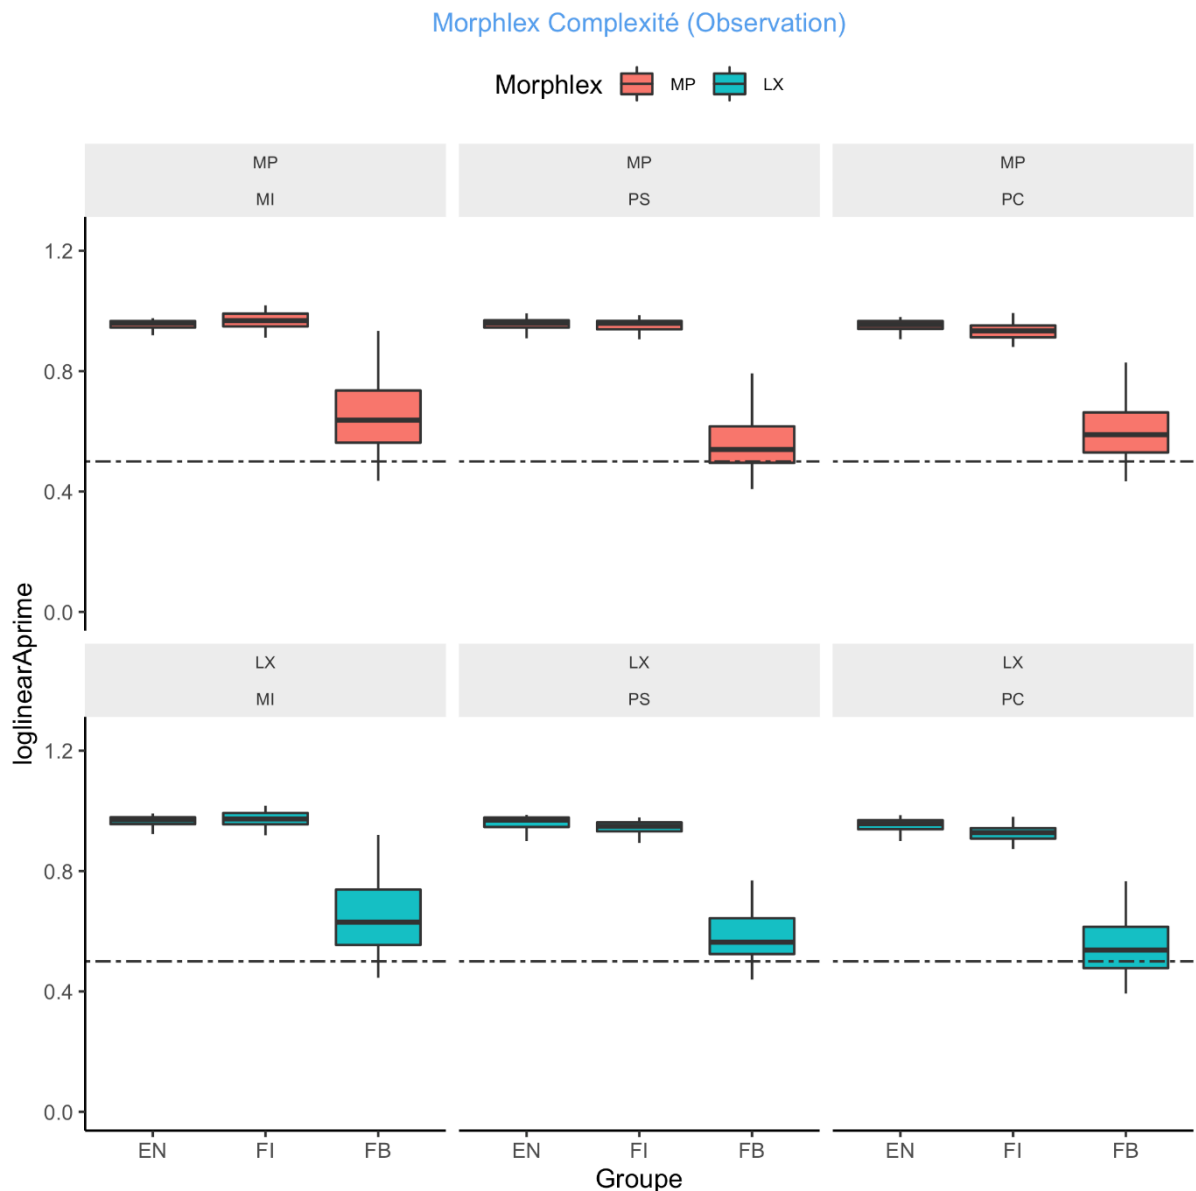 Morphlex Complexité (Observation)
Morphlex MP LX
MP MP MP
MI PS PC
1.2
0.8
0.4
0.0
loglinearAprime
LX LX LX
MI PS PC
1.2
0.8
0.4
0.0
EN FI FB EN FI FB EN FI FB
Groupe